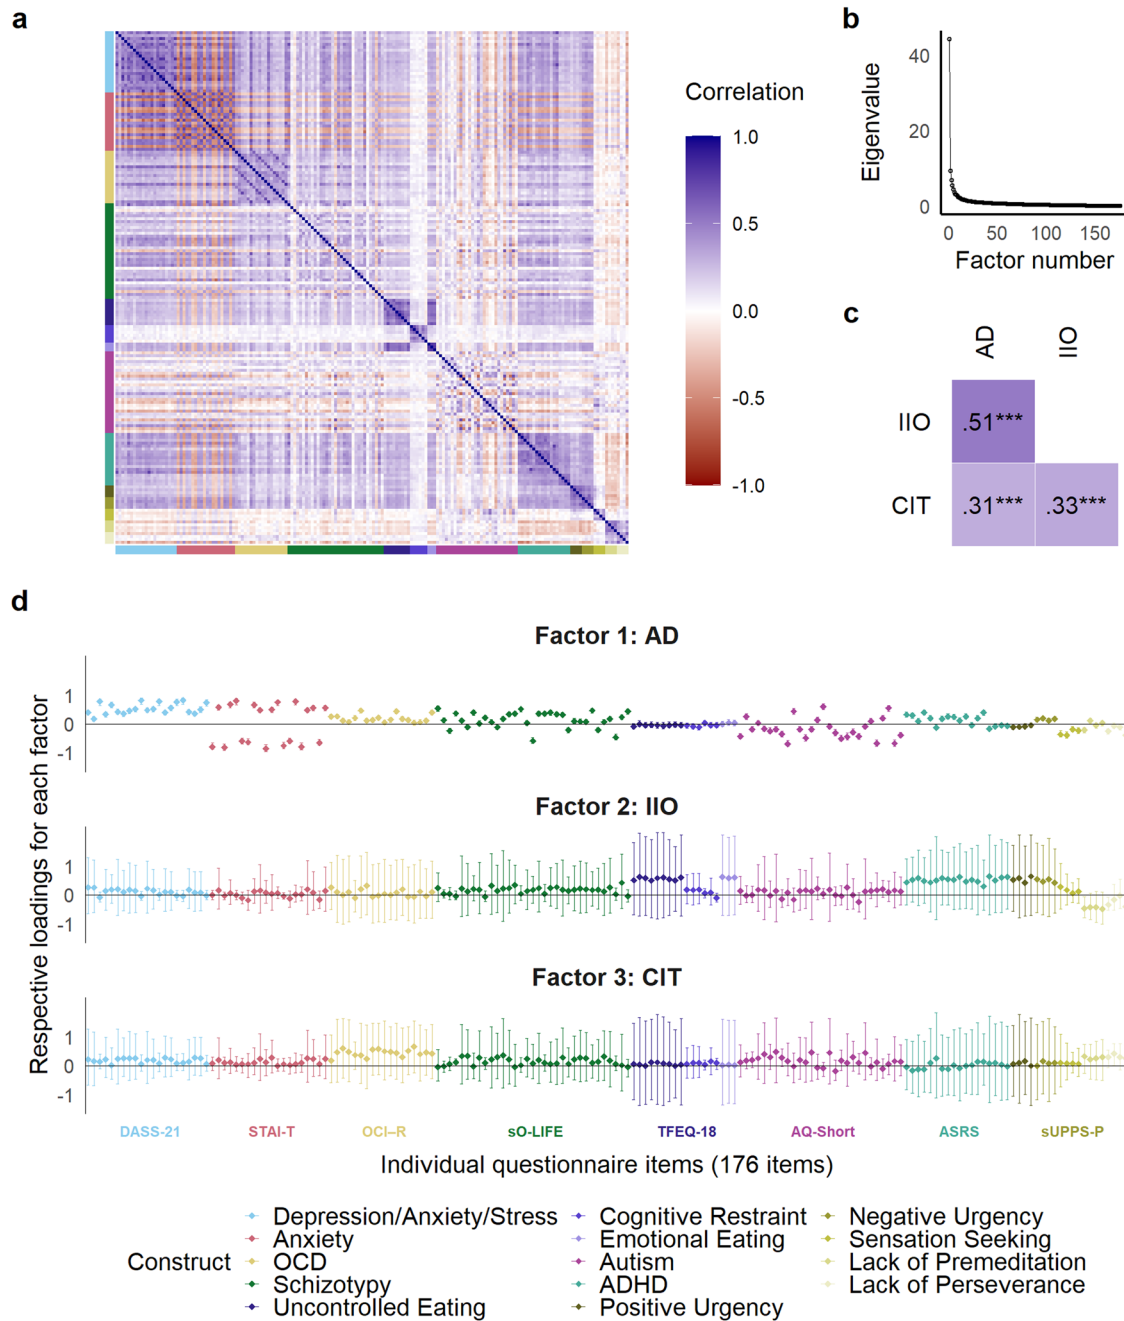 a
Correlation
1.0
0.5
0.0
-0.5
-1.0
b
Eigenvalue
40
20
0
0 50 100 150
Factor number
c
AD IIO
IIO .51***
CIT .31*** .33***
d
Respective loadings for each factor
Factor 1: AD
1
0
-1
Factor 2: IIO
1
0
-1
Factor 3: CIT
1
0
-1
DASS-21 STAI-T OCI–R sO-LIFE TFEQ-18 AQ-Short ASRS sUPPS-P
Individual questionnaire items (176 items)
Construct
Depression/Anxiety/Stress
Anxiety
OCD
Schizotypy
Uncontrolled Eating
Cognitive Restraint
Emotional Eating
Autism
ADHD
Positive Urgency
Negative Urgency
Sensation Seeking
Lack of Premeditation
Lack of Perseverance